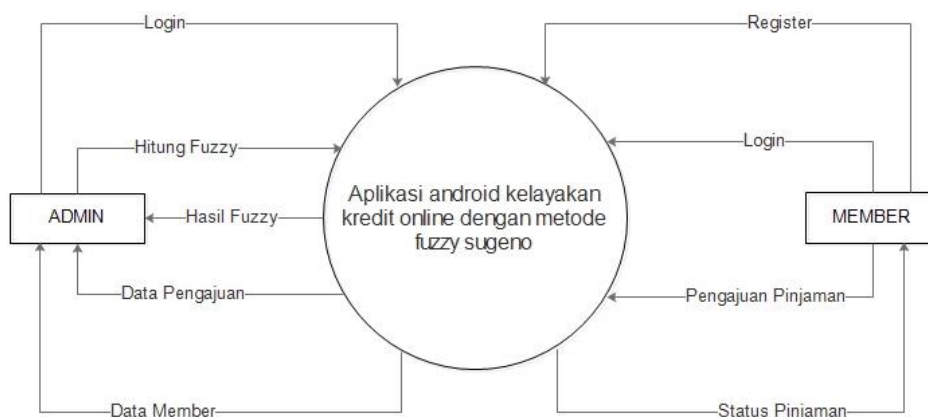 Login
Register
Hitung Fuzzy
Login
Aplikasi android kelayakan
kredit online dengan metode
fuzzy sugeno
ADMIN
Hasil Fuzzy
MEMBER
Data Pengajuan
Pengajuan Pinjaman
Data Member
Status Pinjaman